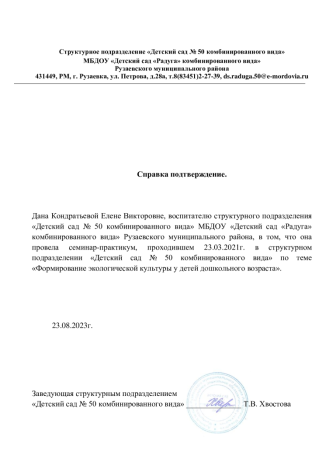 Структурное подразделение «Детский сад № 50 комбинированного вида»
МБДОУ «Детский сад «Радуга» комбинированного вида»
Рузаевского муниципального района
431449, РМ, г. Рузаевка, ул. Петрова, д.28а, т.8(83451)2-27-39, ds.raduga.50@e-mordovia.ru
Справка подтверждение.
Дана Кондратьевой Елене Викторовне, воспитателю структурного подразделения
«Детский сад № 50 комбинированного вида» МБДОУ «Детский сад «Радуга»
комбинированного вида» Рузаевского муниципального района, в том, что она
провела семинар-практикум, проходившем 23.03.2021г. в структурном
подразделении «Детский сад № 50 комбинированного вида» по теме
«Формирование экологической культуры у детей дошкольного возраста».
23.08.2023г.
Заведующая структурным подразделением
«Детский сад № 50 комбинированного вида» Т.В. Хвостова